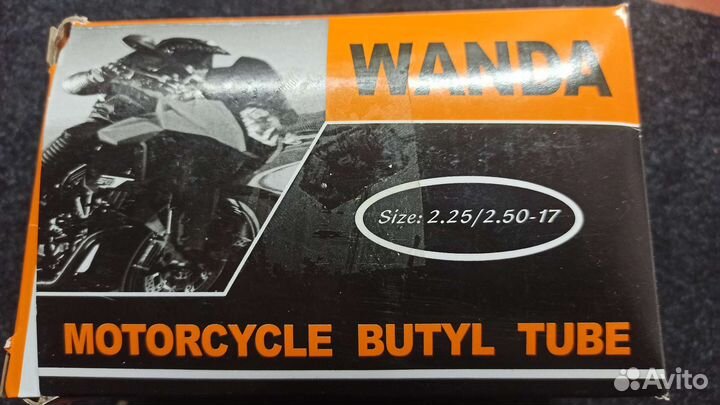 WANDA
Size: 2.25/2.50-17
MOTORCYCLE BUTYL TUBE
Avito